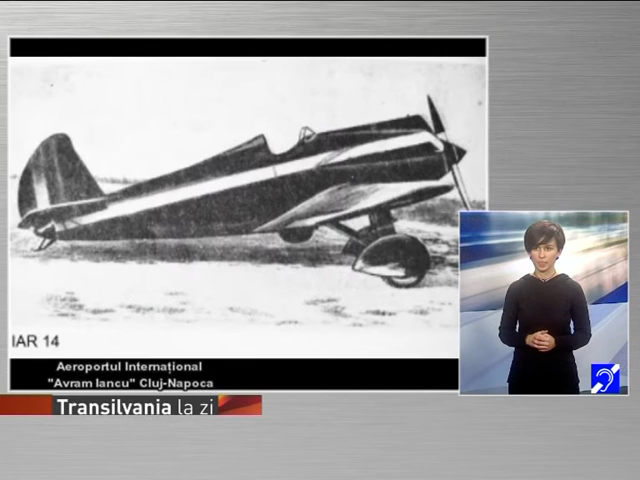 IAR 14
Aeroportul Internațional
"Avram Iancu" Cluj-Napoca
Transilvania la zi